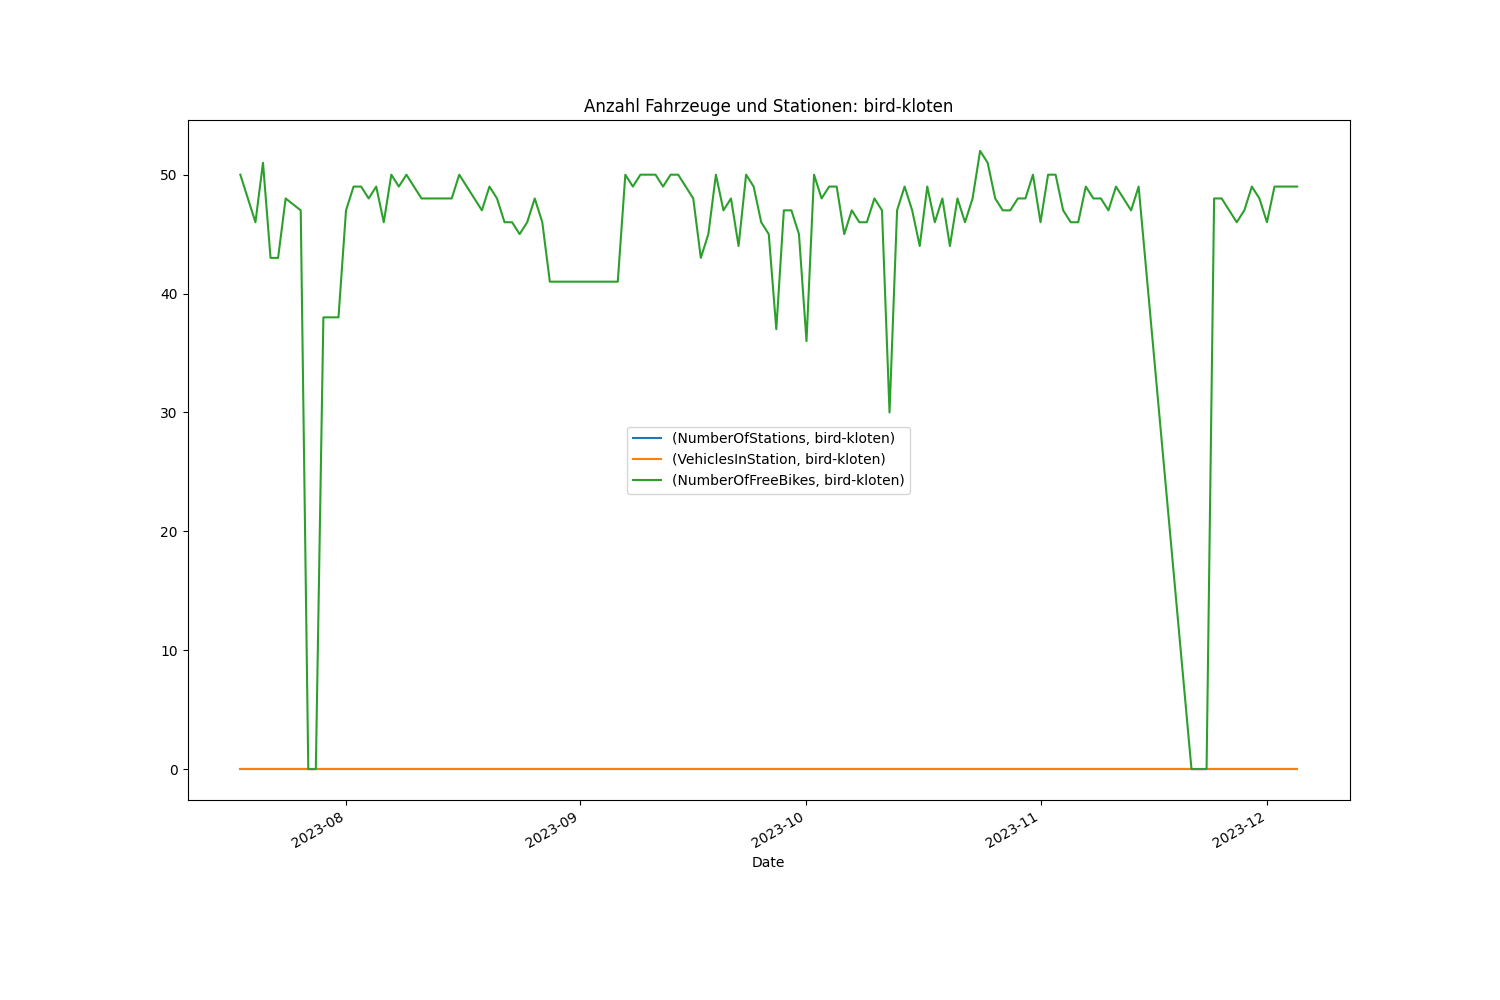 Anzahl Fahrzeuge und Stationen: bird-kloten
50
40
30
20
10
0
(NumberOfStations, bird-kloten)
(VehiclesInStation, bird-kloten)
(NumberOfFreeBikes, bird-kloten)
2023-08
2023-09
2023-10
2023-11
2023-12
Date